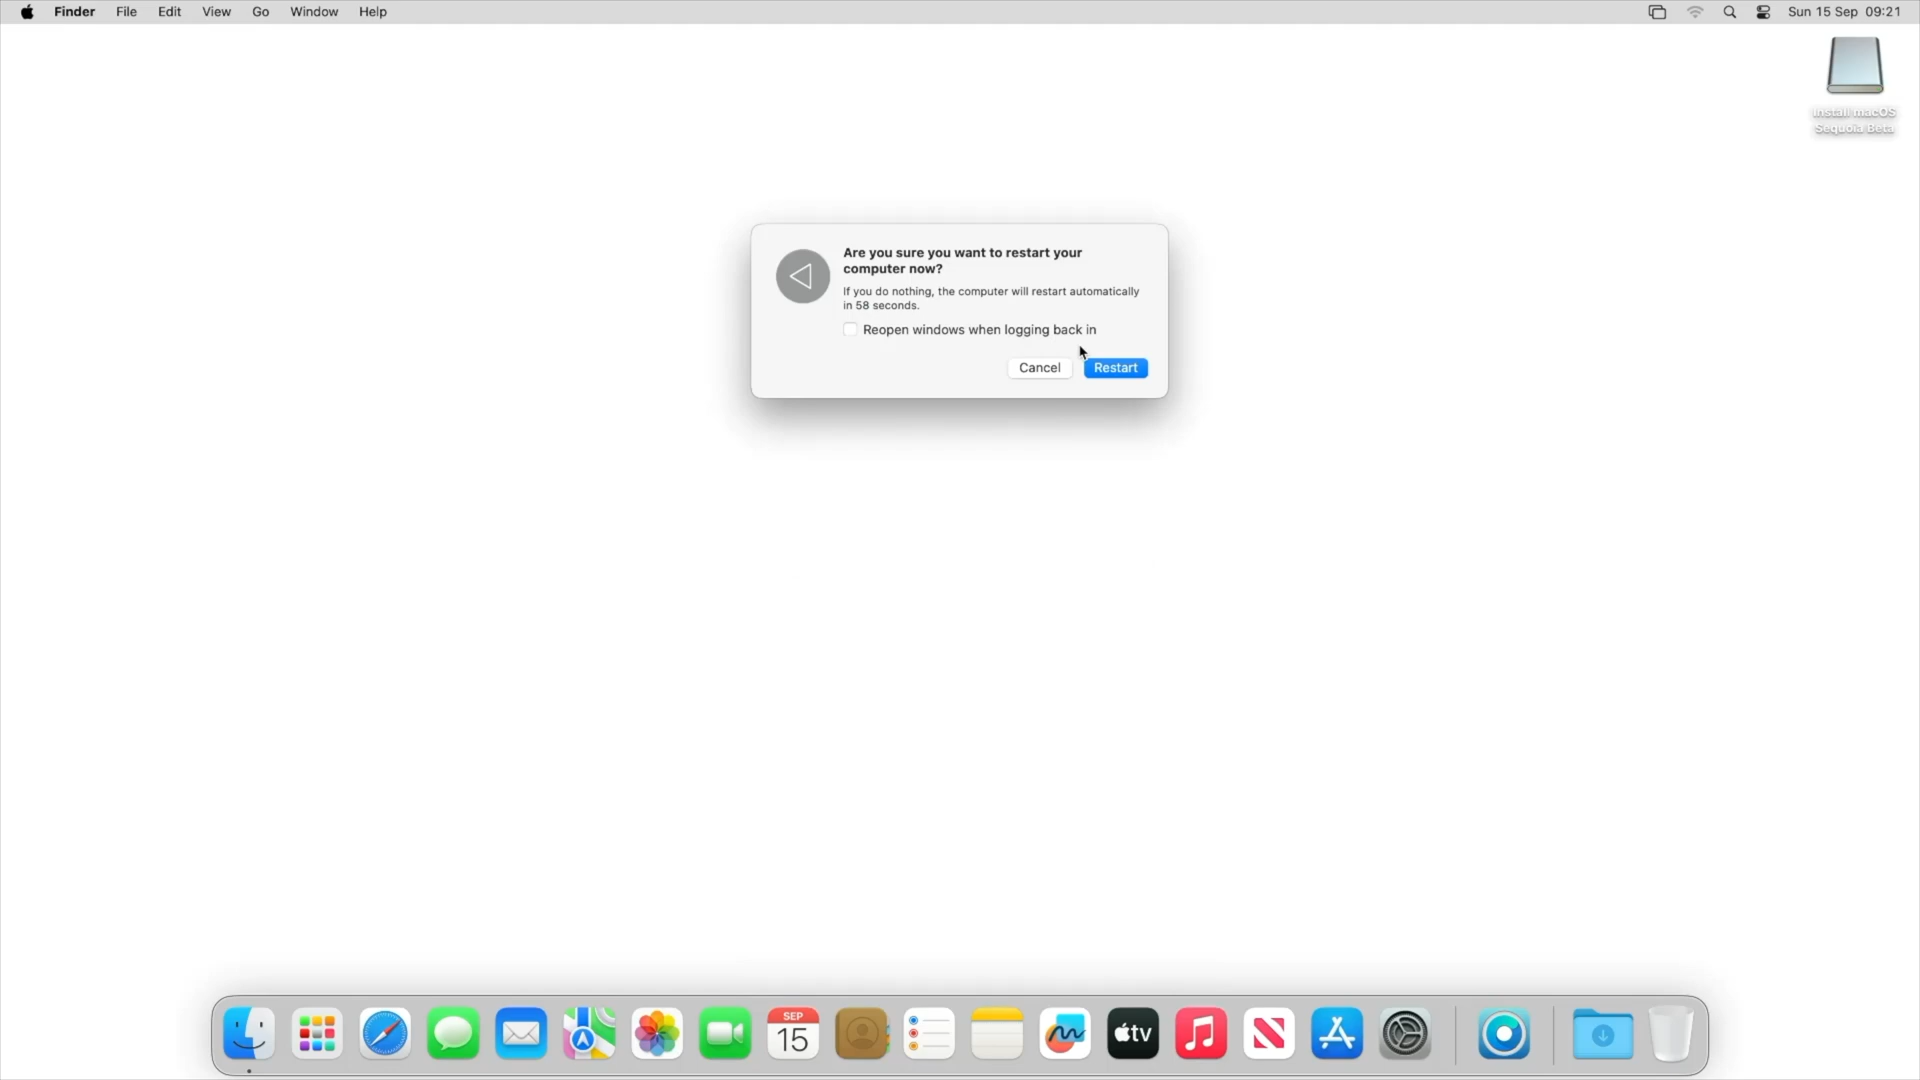 Finder File Edit View Go Window Help
Sun 15 Sep 09:21
Install macOS
Sequoia Beta
Are you sure you want to restart your
computer now?
If you do nothing, the computer will restart automatically
in 58 seconds.
Reopen windows when logging back in
Cancel
Restart
SEP
15
tv